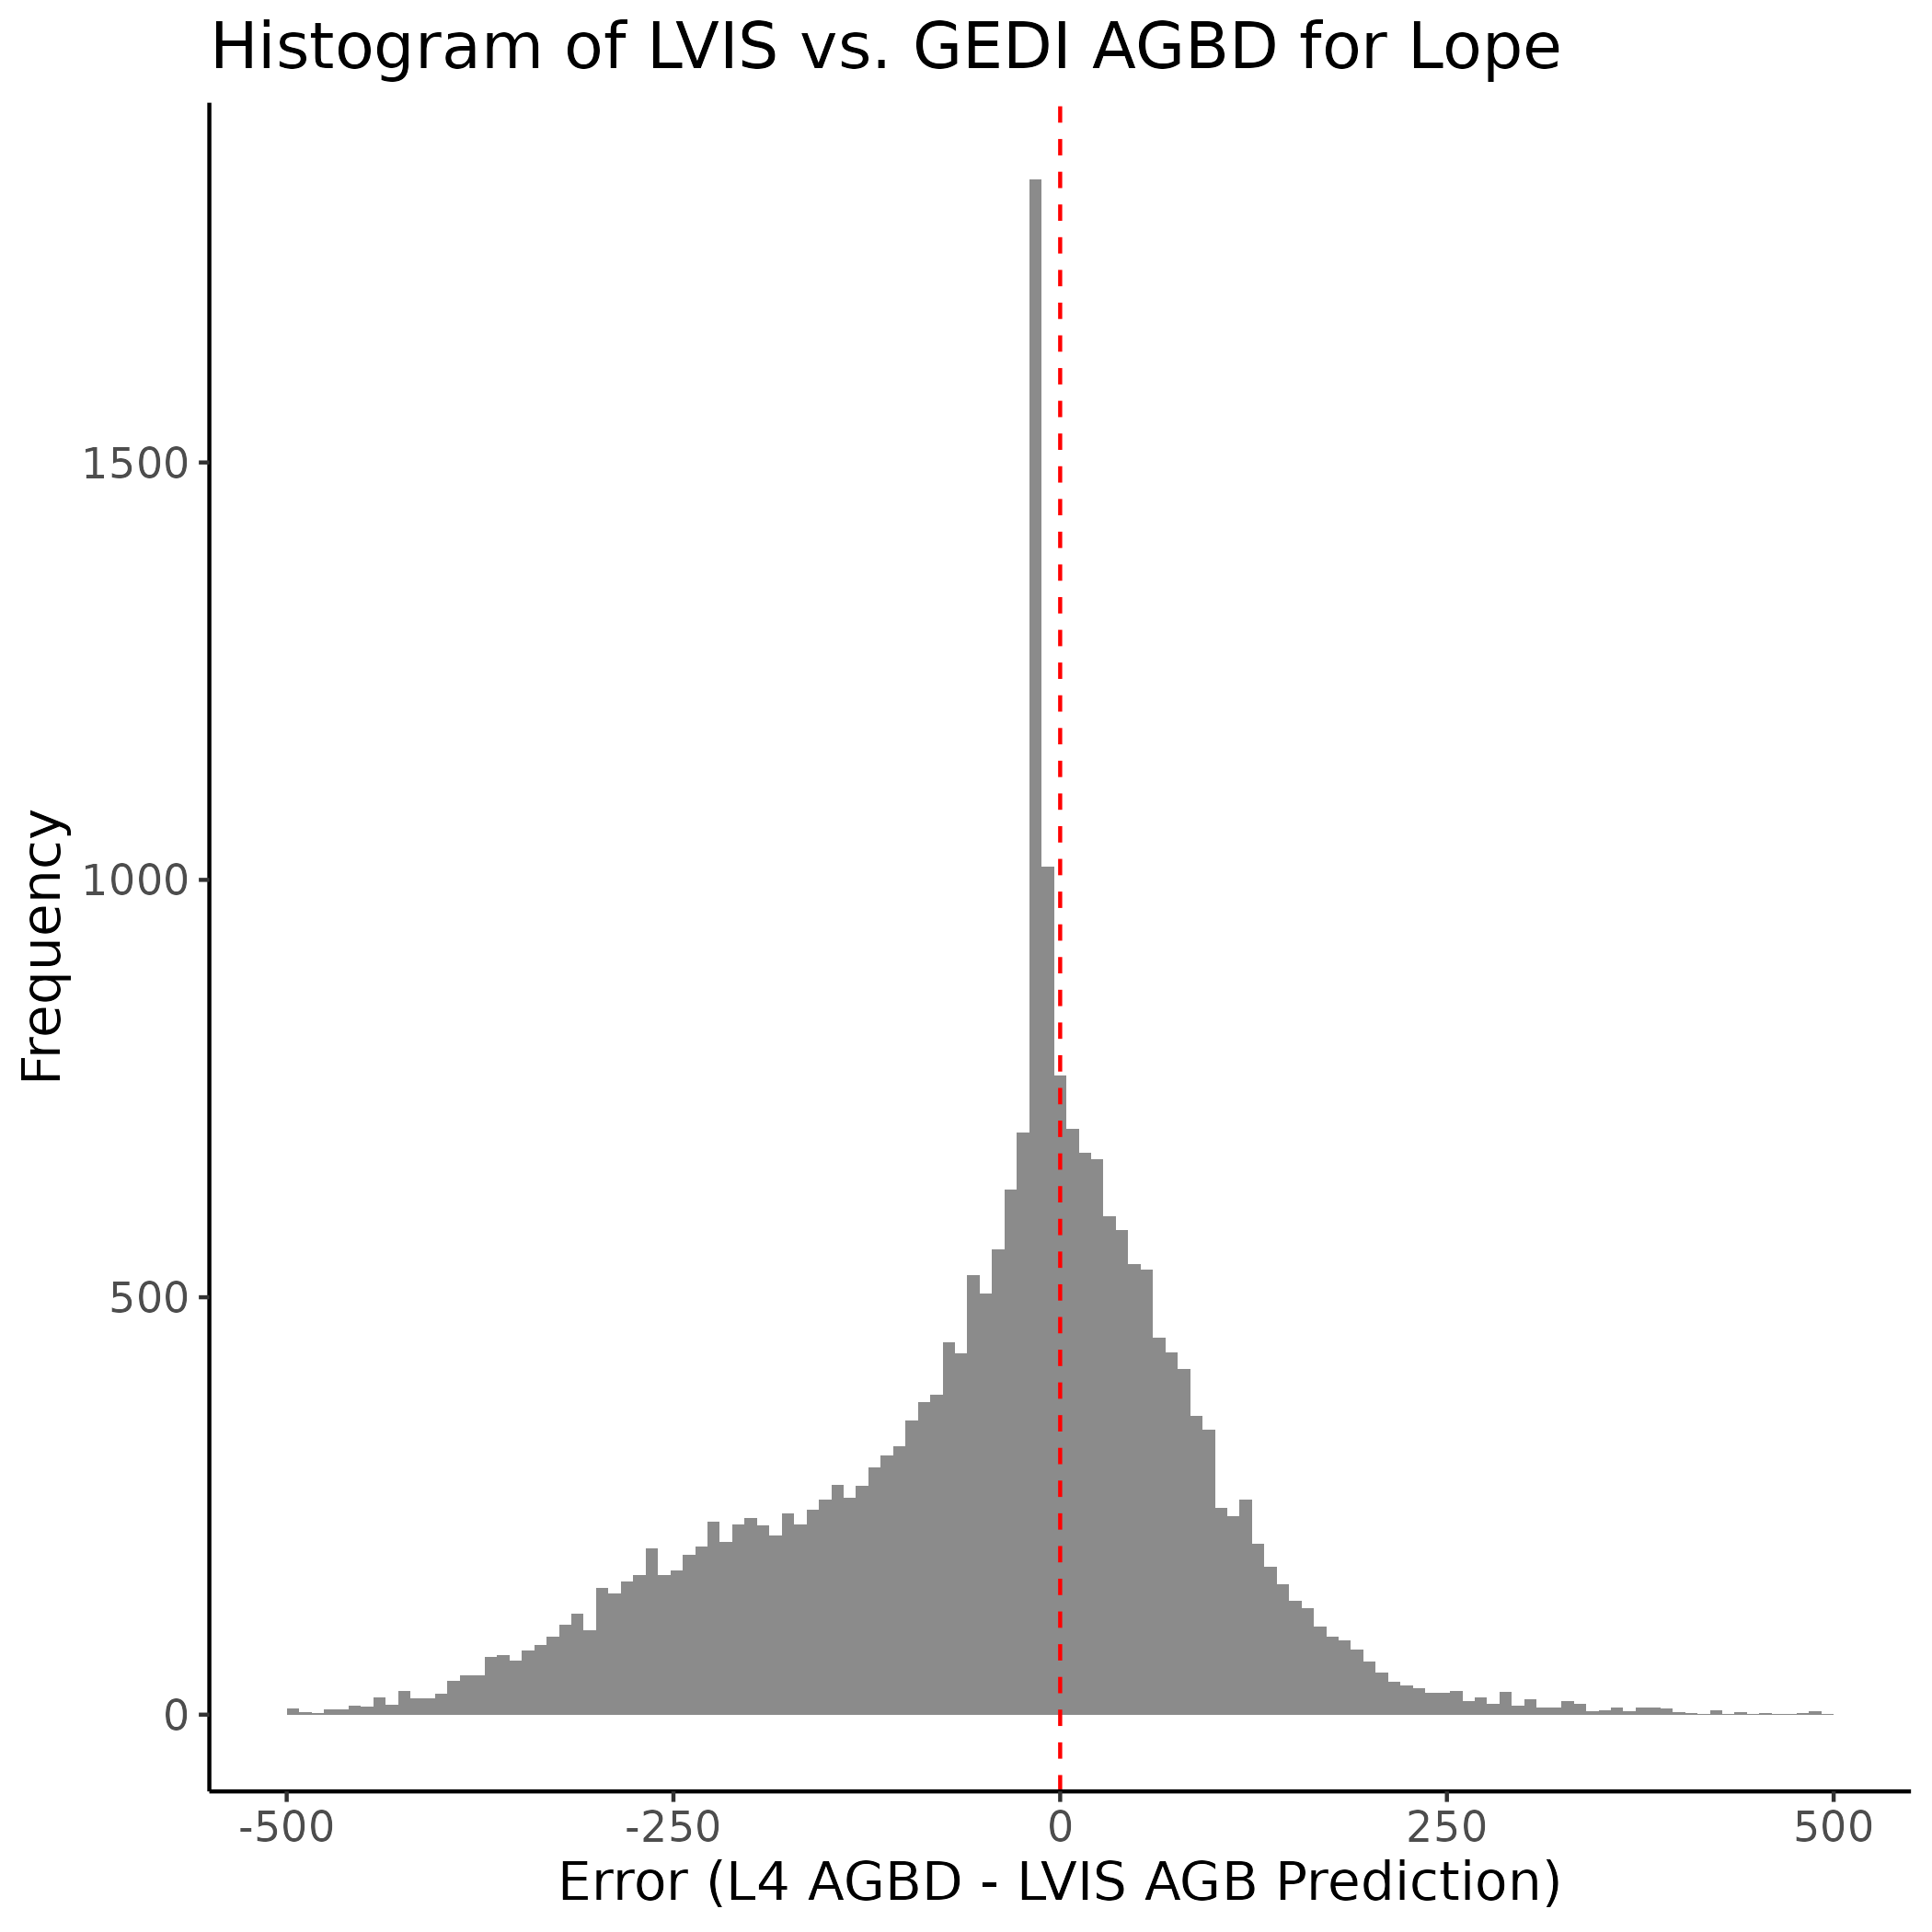 Histogram of LVIS vs. GEDI AGBD for Lope
Frequency
1500
1000
500
0
-500 -250 0 250 500
Error (L4 AGBD - LVIS AGB Prediction)